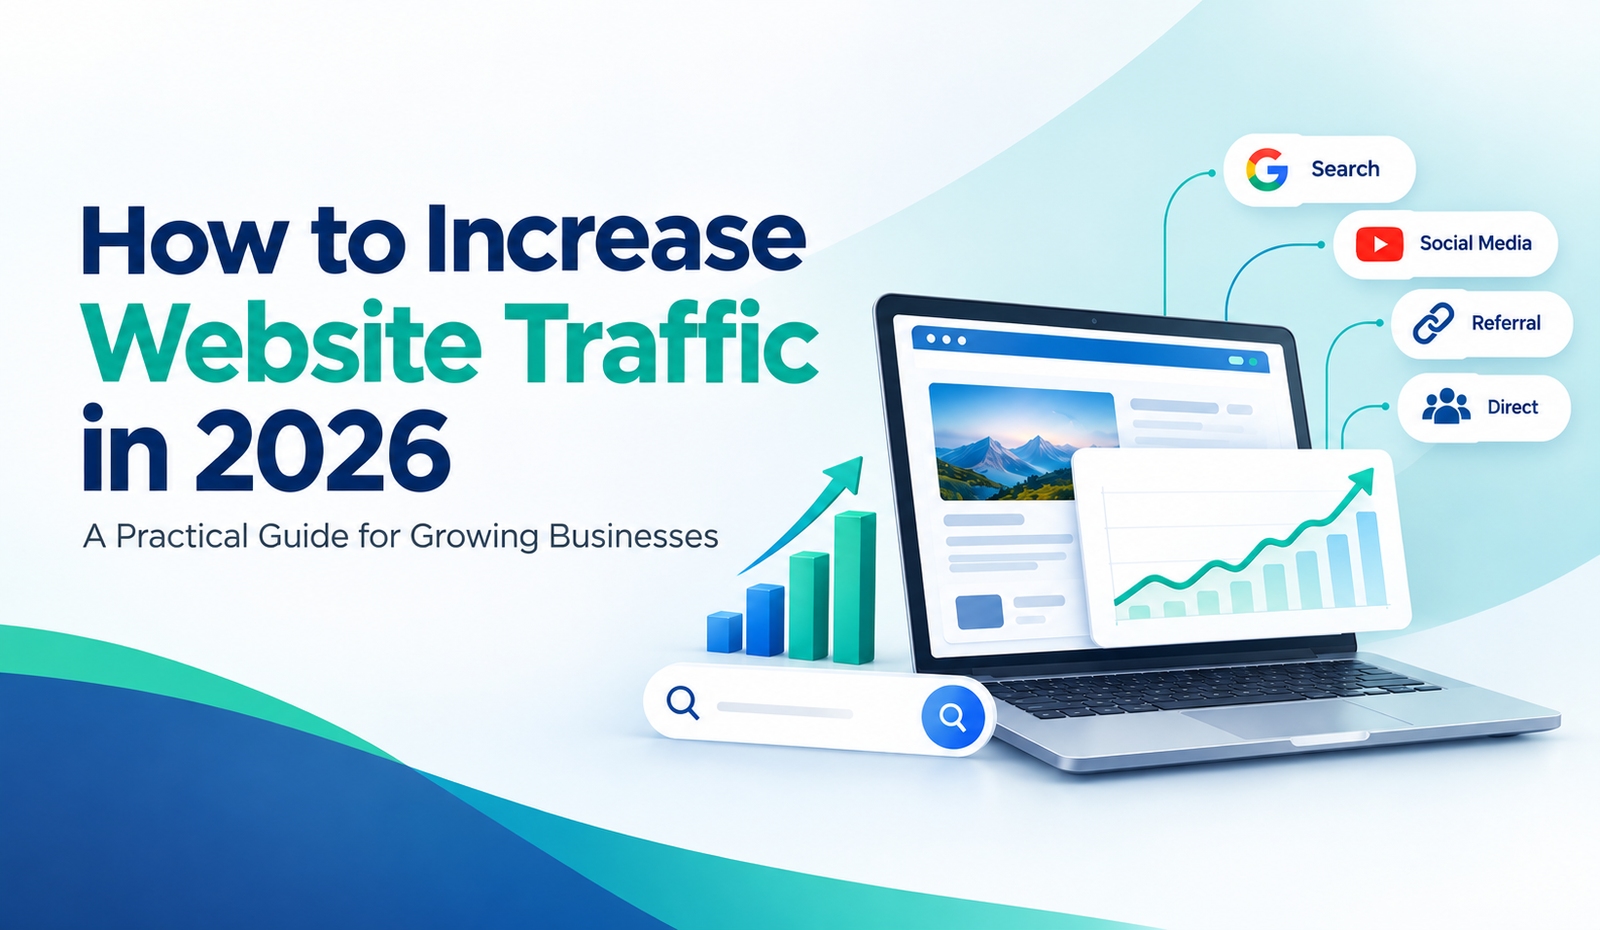 How to Increase
Website Traffic
in 2026
A Practical Guide for Growing Businesses
Search
Social Media
Referral
Direct